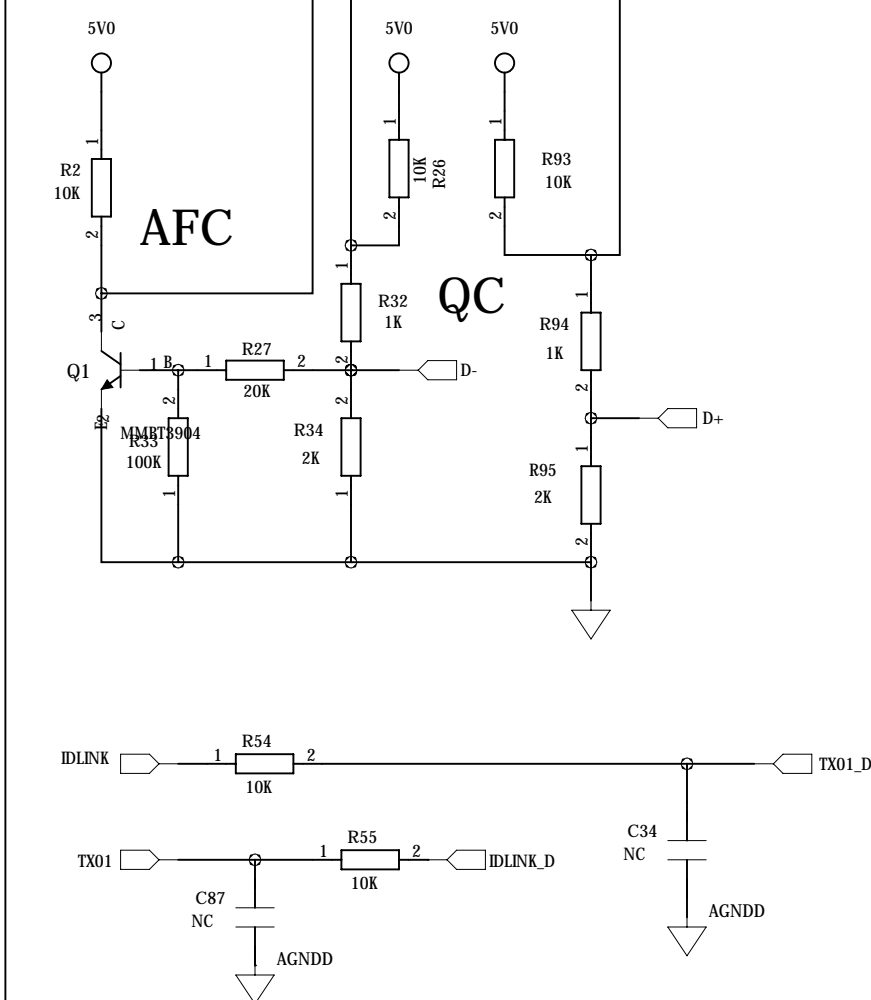 5V0
5V0
5V0
1
1
1
R2
10K
10K
R26
R93
10K
2
2
2
AFC
QC
1
1
R32
1K
R94
1K
3
C
Q1
1
B
1
R27
2
20K
2
D-
2
E
2
MMBT3904
R33
100K
2
2
R34
2K
D+
1
R95
2K
1
1
2
IDLINK
1
R54
2
10K
TX01_D
TX01
1
R55
2
10K
IDLINK_D
C34
NC
C87
NC
AGNDD
AGNDD